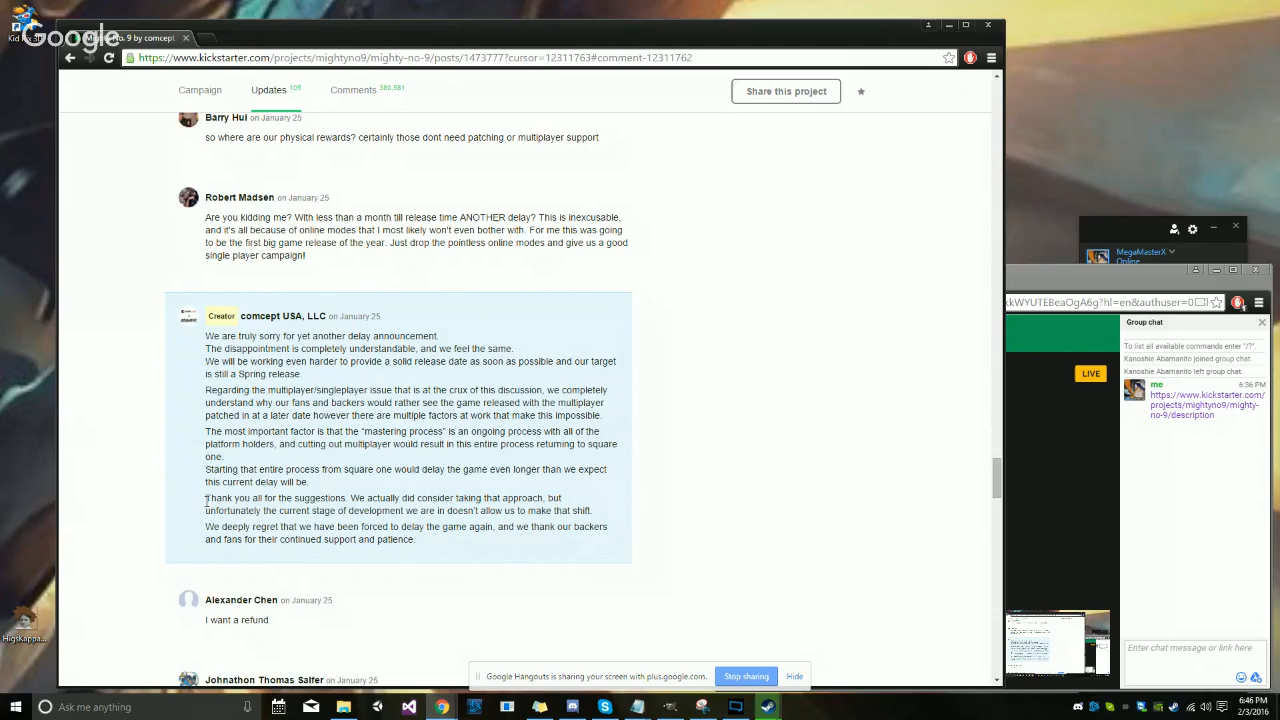 Kid Pix St
Google
Mighty No. 9 by comcept
https://www.kickstarter.com/projects/mightyno9/mighty-no-9/posts/1473777?cursor=12311763#comment-12311762
Campaign
Updates 105
Comments 380,581
Share this project
Barry Hui on January 25
so where are our physical rewards? certainly those dont need patching or multiplayer support
Robert Madsen on January 25
Are you kidding me? With less than a month till release time ANOTHER delay? This is inexcusable,
and it's all because of online modes that I most likely won't even bother with. For me this was going
to be the first big game release of the year. Just drop the pointless online modes and give us a good
single player campaign!
Creator comcept USA, LLC on January 25
We are truly sorry for yet another delay announcement.
The disappointment is completely understandable, and we feel the same.
We will be working even harder to provide a solid release date as soon as possible and our target
is still a Spring release.
Regarding the multiplayer/singleplayer issue that is at the crux of this discussion, we completely
understand why our fans and backers would rather see the game released with the multiplayer
patched in at a later date however there are multiple factors at work that make this impossible.
The most important factor is that the “mastering process” is an ongoing process with all of the
platform holders, and cutting out multiplayer would result in this entire process returning to square
one.
Starting that entire process from square one would delay the game even longer than we expect
this current delay will be.
Thank you all for the suggestions. We actually did consider taking that approach, but
unfortunately the current stage of development we are in doesn’t allow us to make that shift.
We deeply regret that we have been forced to delay the game again, and we thank our backers
and fans for their continued support and patience.
Alexander Chen on January 25
I want a refund
Johnathon Thomas Salfer on January 25
Google Hangouts is sharing your screen with plus.google.com.
Stop sharing
Hide
MegaMasterX
Online
kWYUTEBeaOgA6g?hl=en&authuser=0
LIVE
Group chat
To list all available commands enter "/?".
Kanoshie Abamanito joined group chat.
Kanoshie Abamanito left group chat.
me 6:36 PM
https://www.kickstarter.com/
projects/mightyno9/mighty-
no-9/description
Enter chat message or link here
HigsKappa...
Ask me anything
6:46 PM
2/3/2016